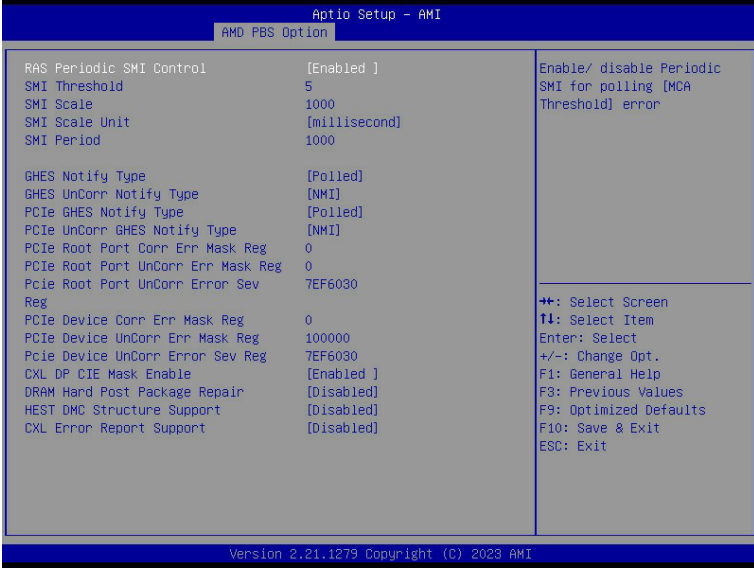 Aptio Setup - AMI
AMD PBS Option
RAS Periodic SMI Control [Enabled ]
SMI Threshold 5
SMI Scale 1000
SMI Scale Unit [millisecond]
SMI Period 1000
GHES Notify Type [Polled]
GHES UnCorr Notify Type [NMI]
PCIe GHES Notify Type [Polled]
PCIe UnCorr GHES Notify Type [NMI]
PCIe Root Port Corr Err Mask Reg 0
PCIe Root Port UnCorr Err Mask Reg 0
Pcie Root Port UnCorr Error Sev 7EF6030
Reg
PCIe Device Corr Err Mask Reg 0
PCIe Device UnCorr Err Mask Reg 100000
Pcie Device UnCorr Error Sev Reg 7EF6030
CXL DP CIE Mask Enable [Enabled ]
DRAM Hard Post Package Repair [Disabled]
HEST DMC Structure Support [Disabled]
CXL Error Report Support [Disabled]
Enable/ disable Periodic
SMI for polling [MCA
Threshold] error
→←: Select Screen
↑↓: Select Item
Enter: Select
+/-: Change Opt.
F1: General Help
F3: Previous Values
F9: Optimized Defaults
F10: Save & Exit
ESC: Exit
Version 2.21.1279 Copyright (C) 2023 AMI